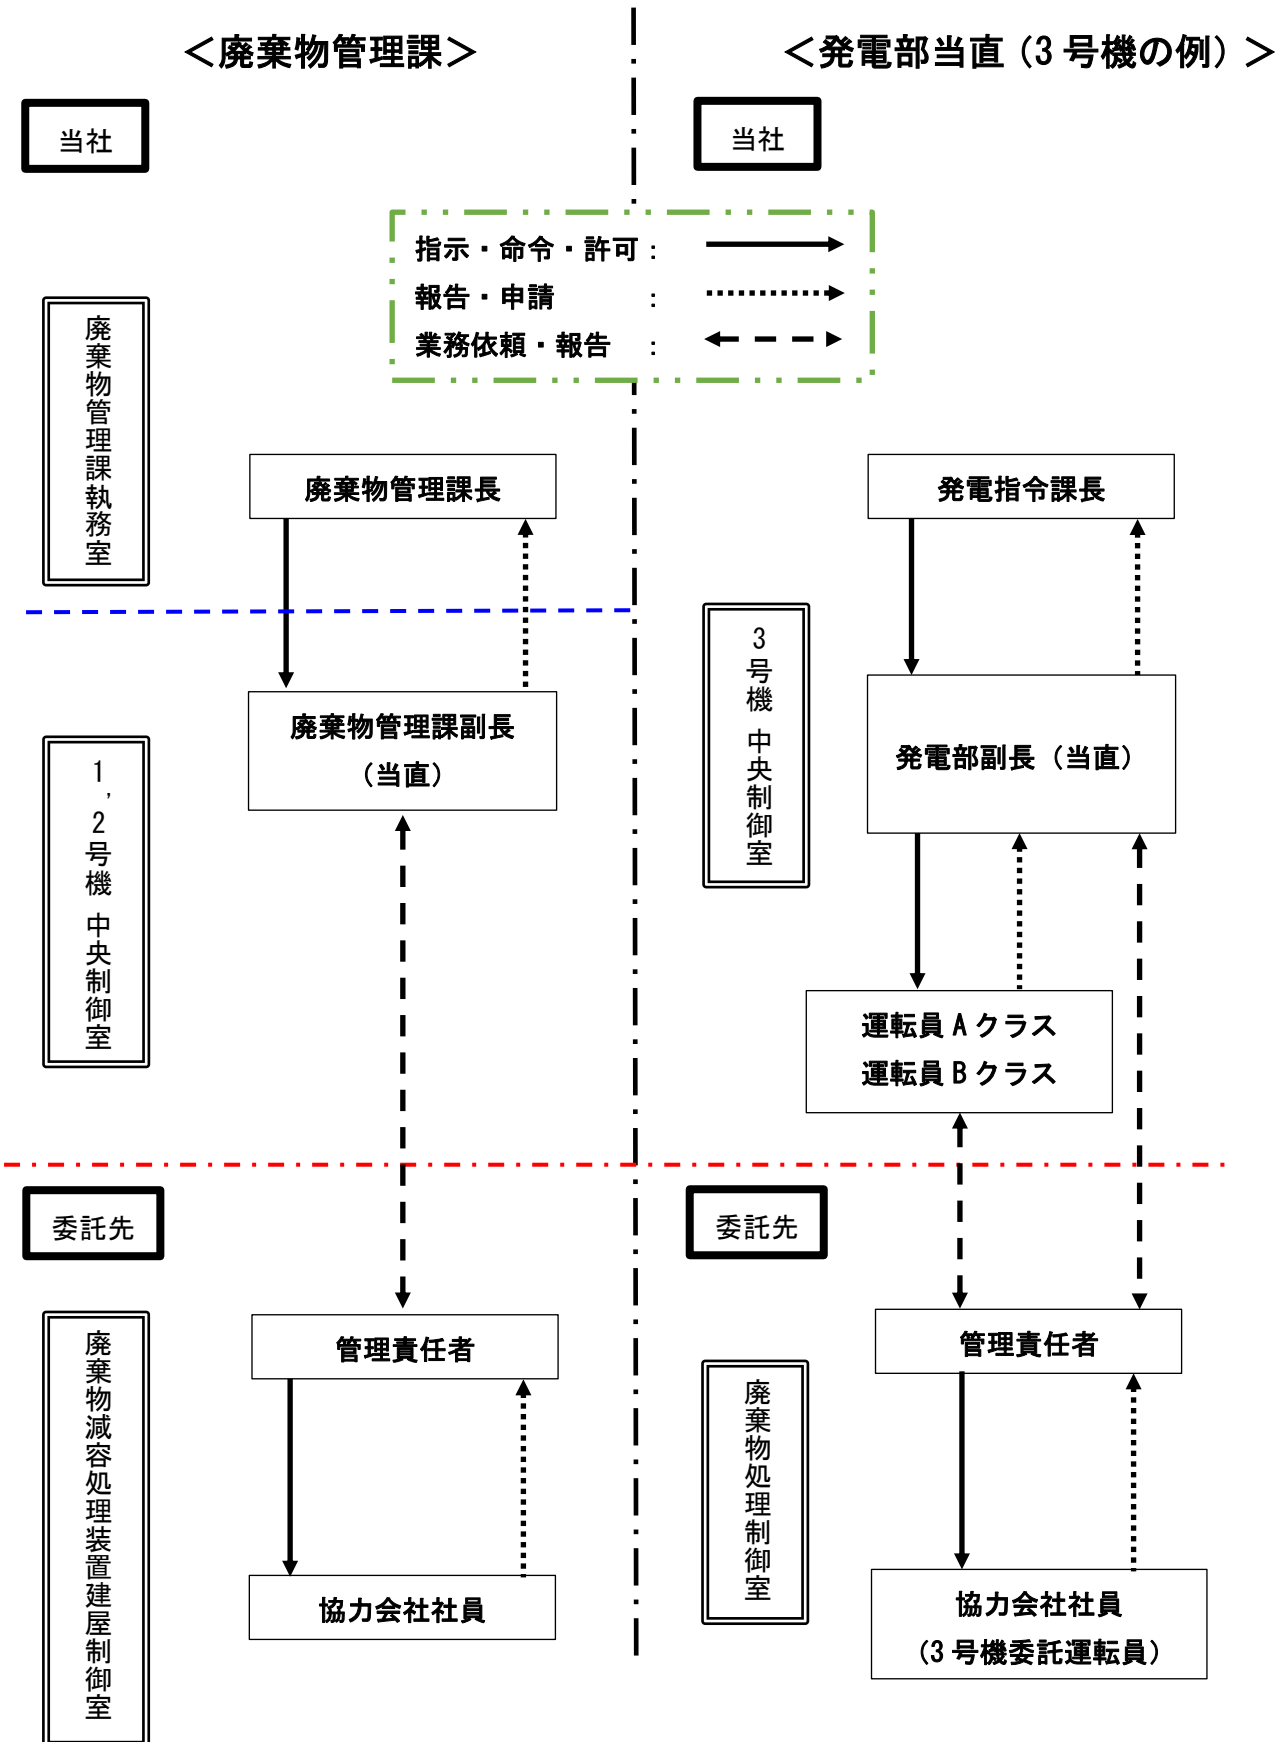 ＜廃棄物管理課＞
＜発電部当直（3号機の例）＞
当社
当社
指示・命令・許可：
報告・申請　　：
業務依頼・報告　：
廃棄物管理課執務室
廃棄物管理課長
発電指令課長
3号機 中央制御室
廃棄物管理課副長
（当直）
発電部副長（当直）
1,2号機 中央制御室
運転員Aクラス
運転員Bクラス
委託先
委託先
管理責任者
管理責任者
廃棄物減容処理装置建屋制御室
廃棄物処理制御室
協力会社社員
協力会社社員
（3号機委託運転員）